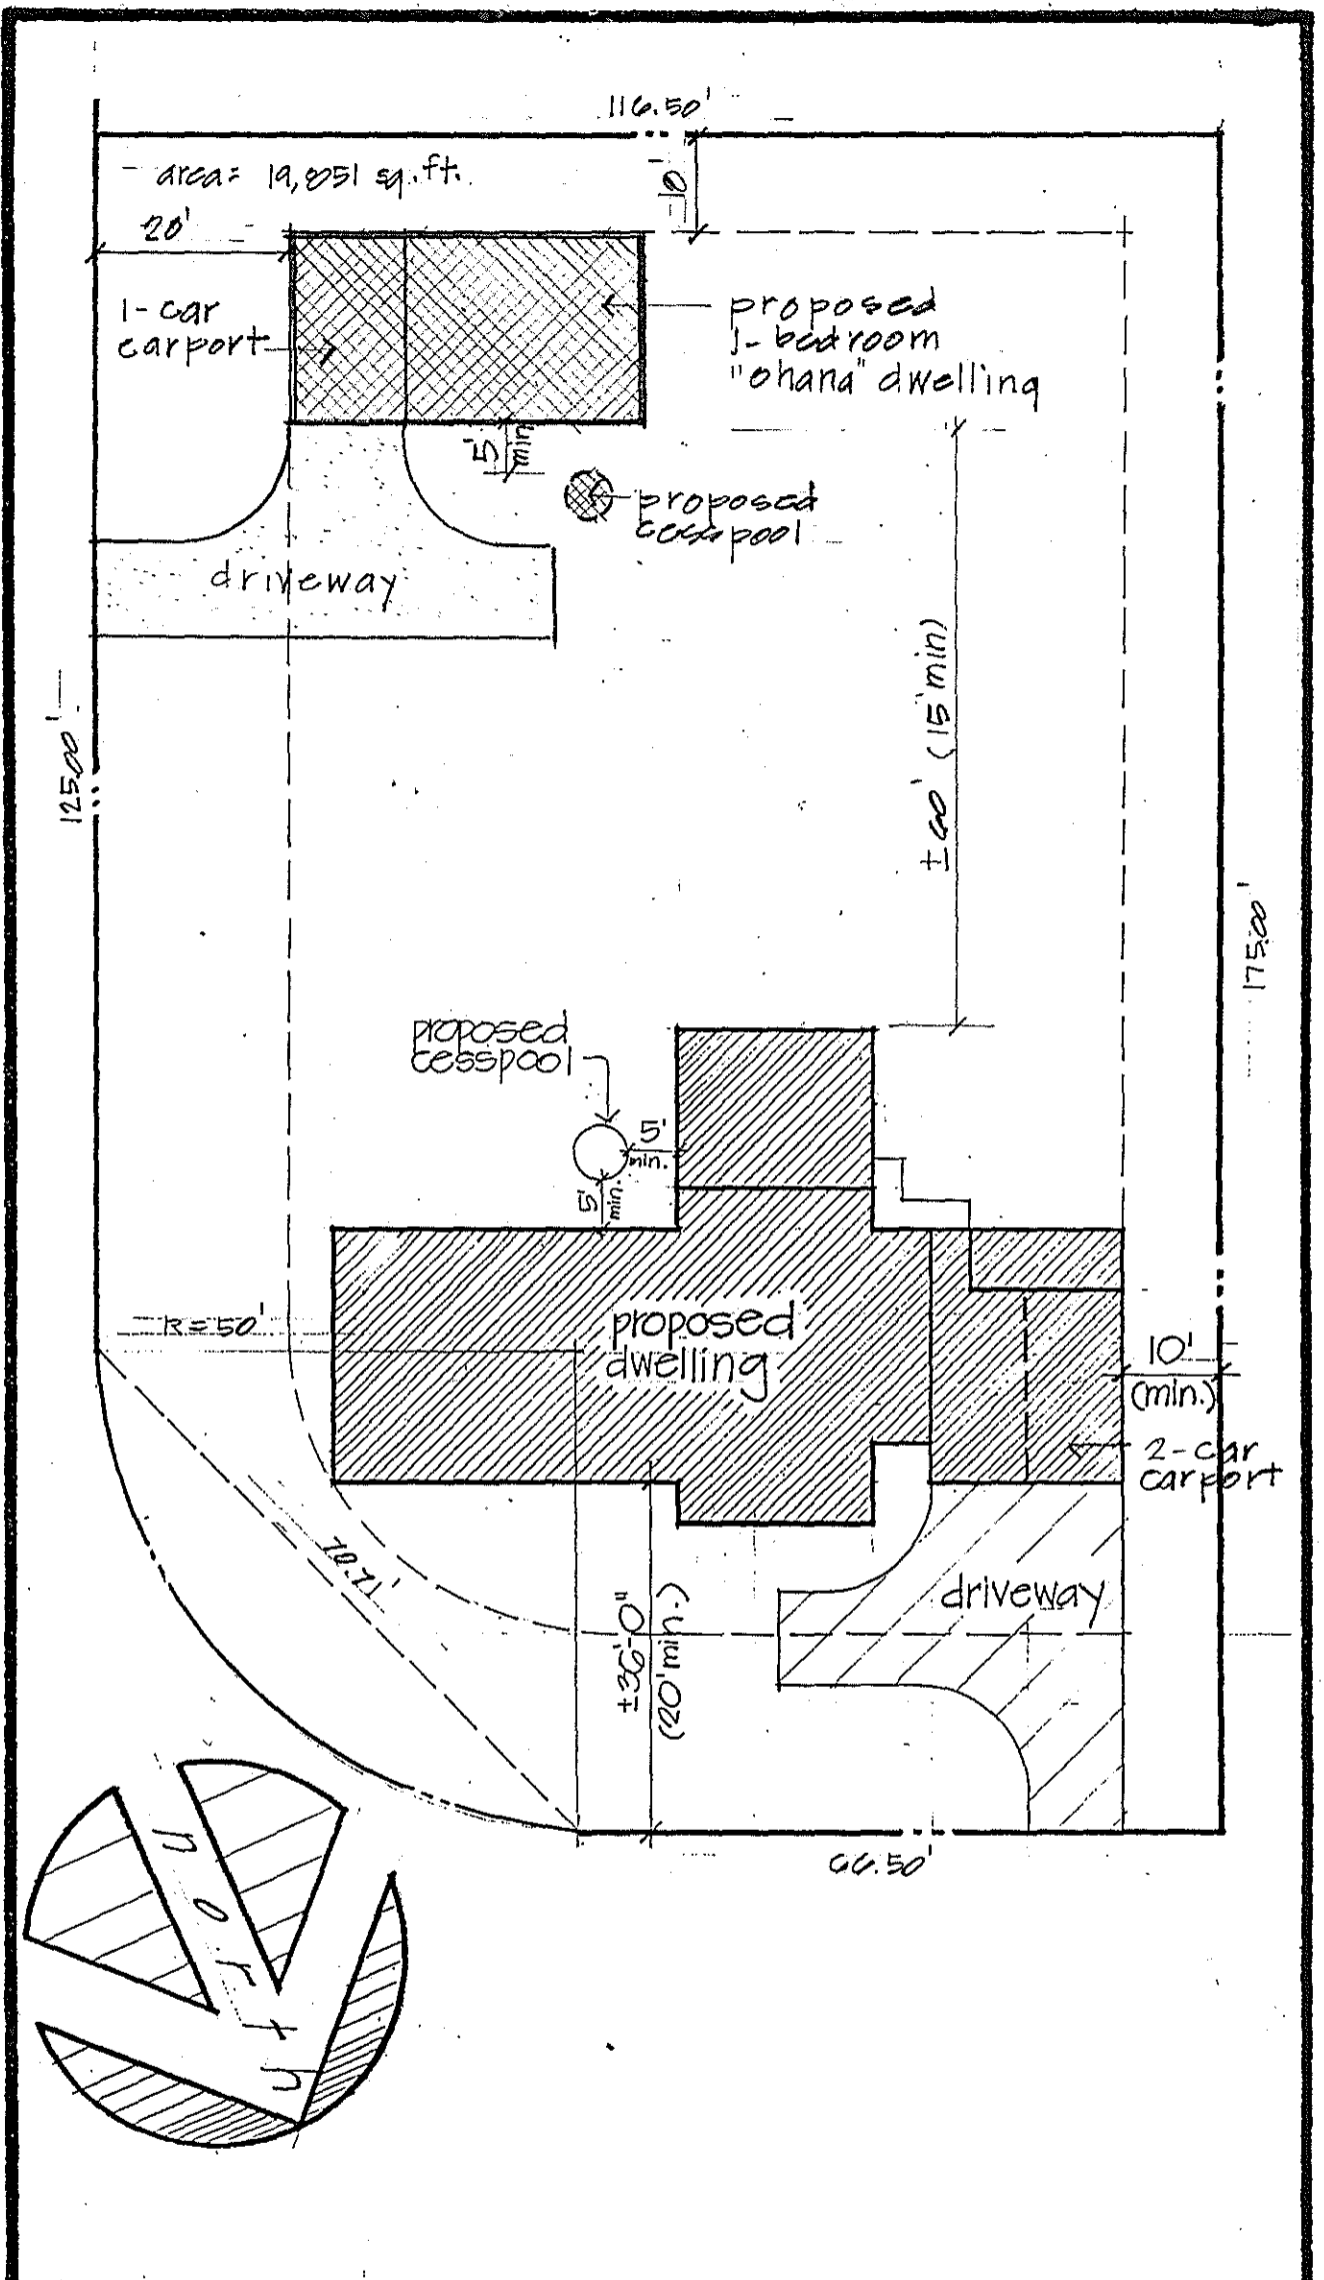 116.50'
area= 19,851 sq.ft.
10'
20'
1-car
carport
proposed
1-bedroom
"ohana" dwelling
5'
min
proposed
cesspool
driveway
±60' (15' min)
125.00'
175.00'
proposed
cesspool
5'
min.
5'
min.
R=50'
proposed
dwelling
10'
(min.)
2-car
carport
70.71'
driveway
±36'-0"
(20' min.)
66.50'
north